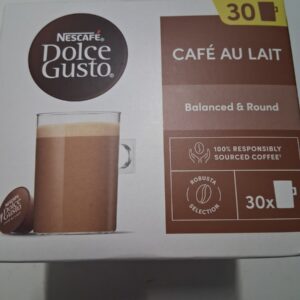 30
NESCAFÉ
Dolce
Gusto
CAFÉ AU LAIT
Balanced & Round
100% RESPONSIBLY
SOURCED COFFEE
ROBUSTA
SELECTION
30x